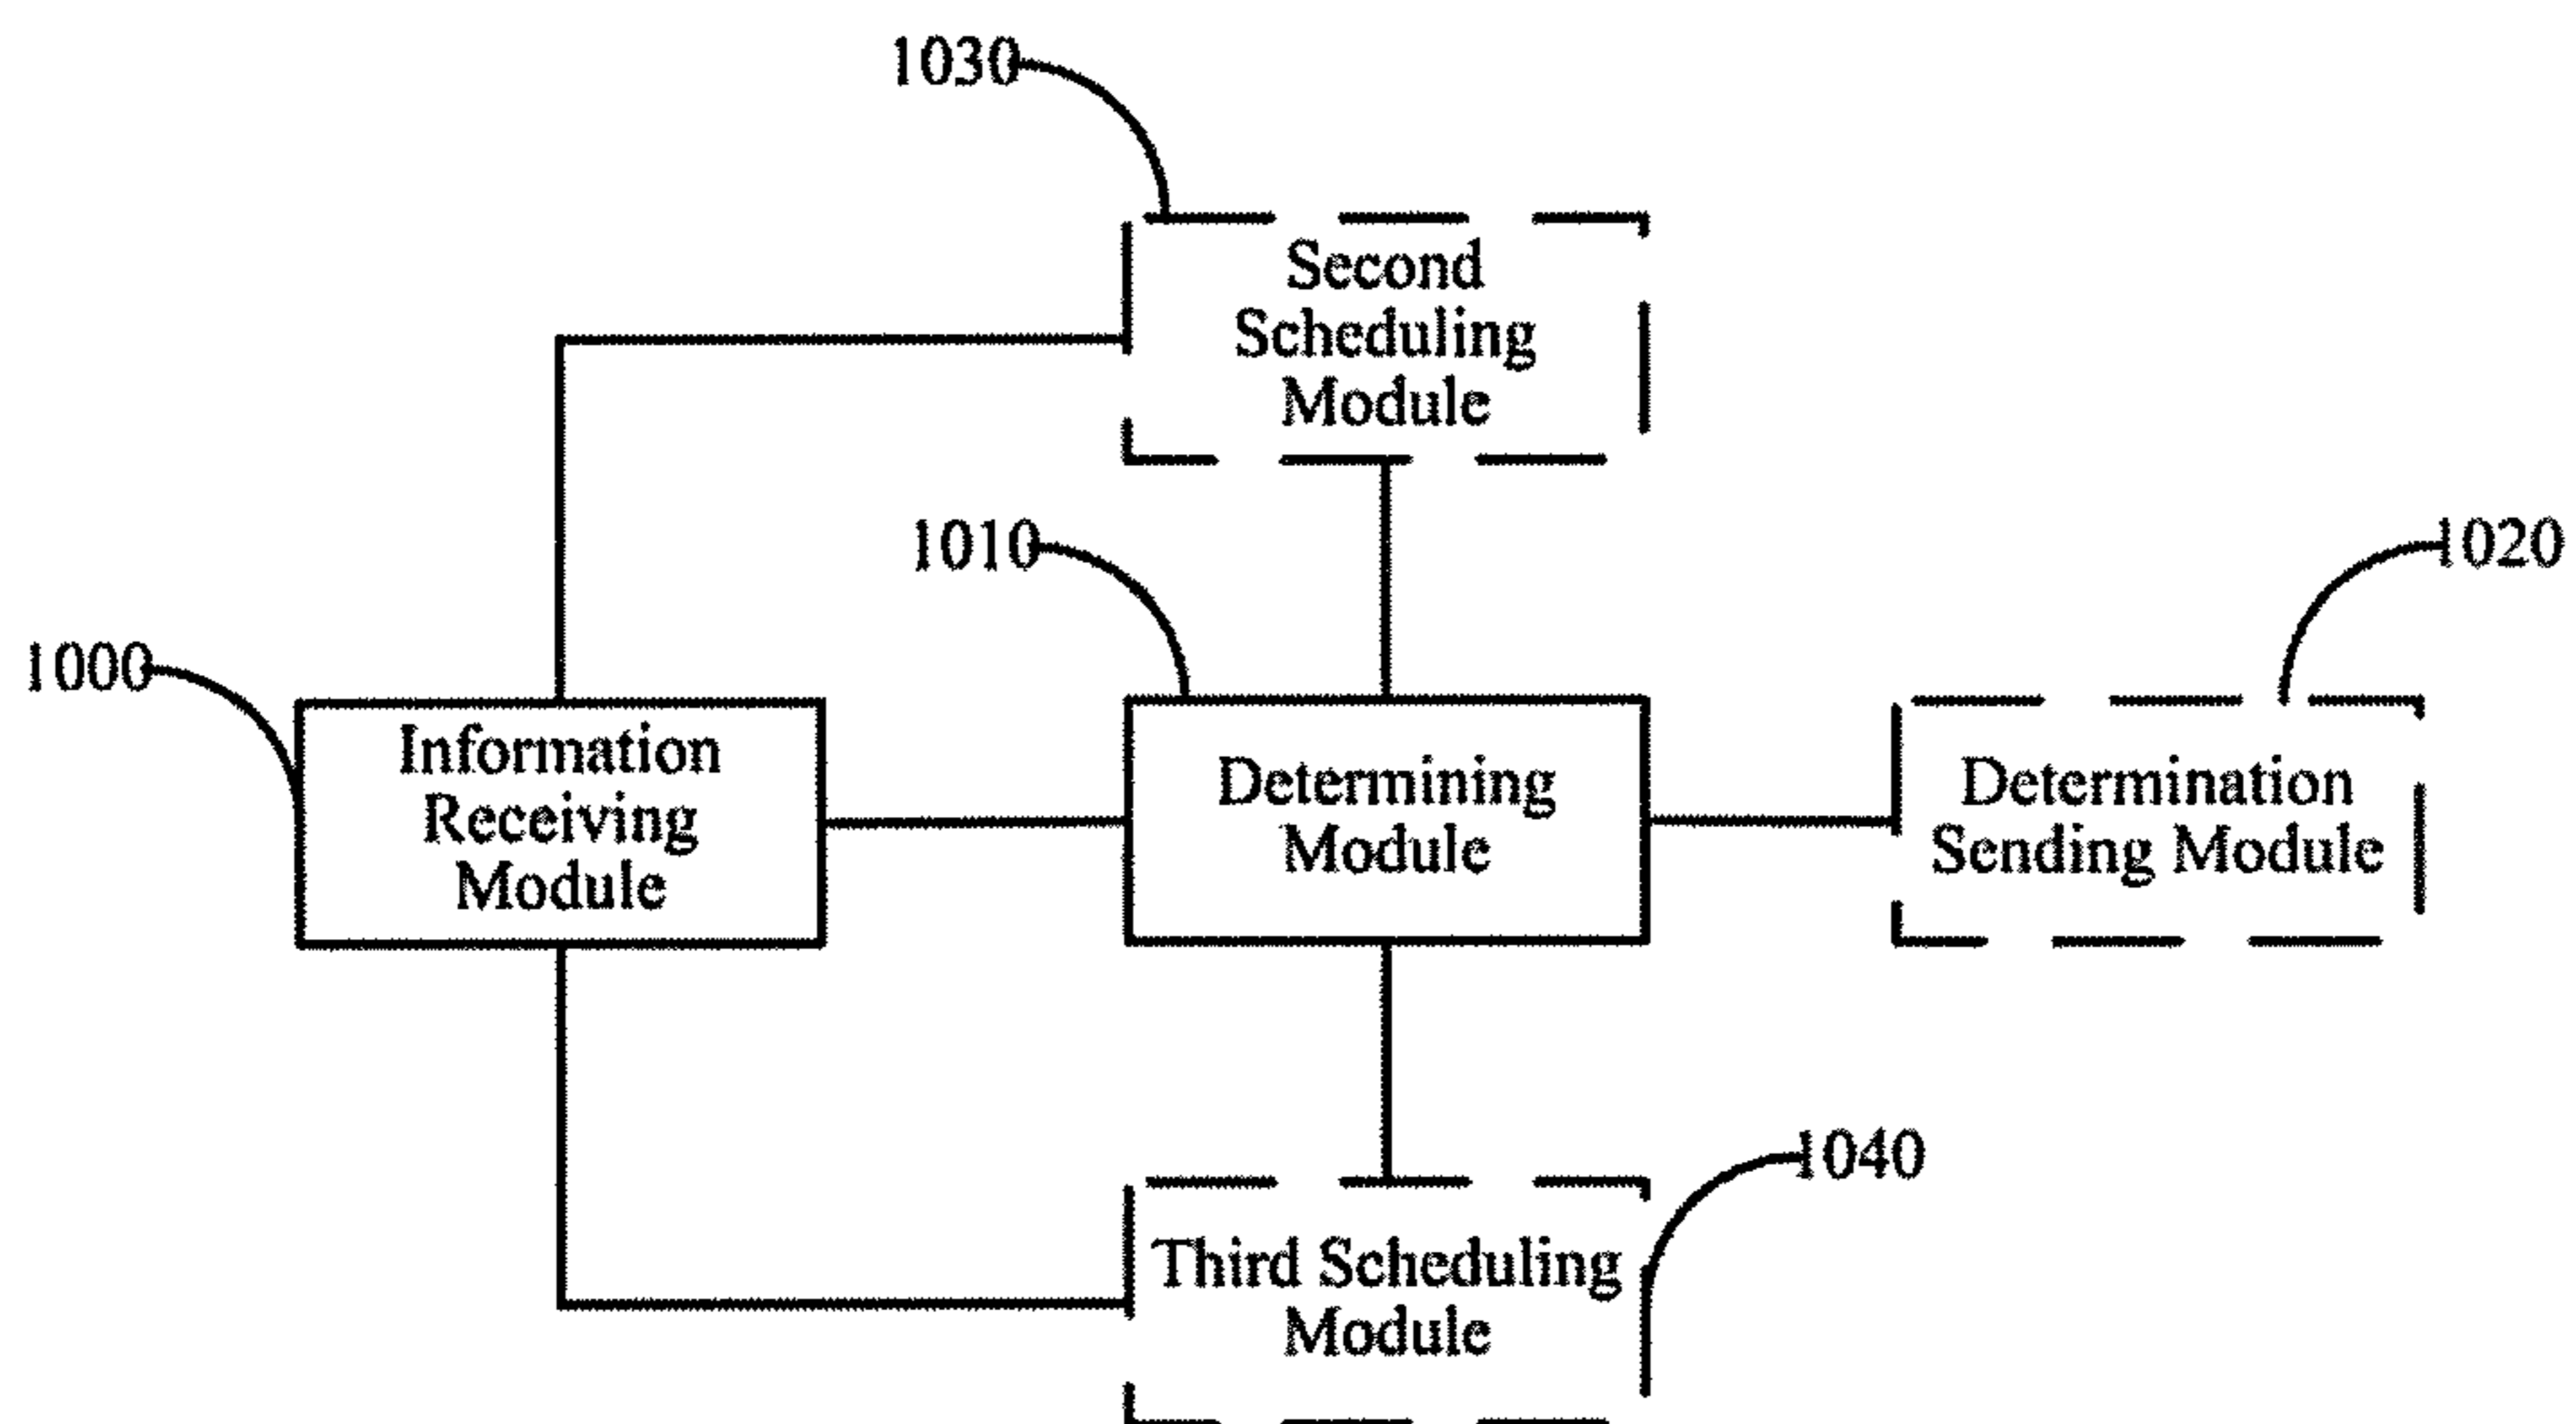 1030
Second
Scheduling
Module
1010
1020
1000
Information
Receiving
Module
Determining
Module
Determination
Sending Module
1040
Third Scheduling
Module